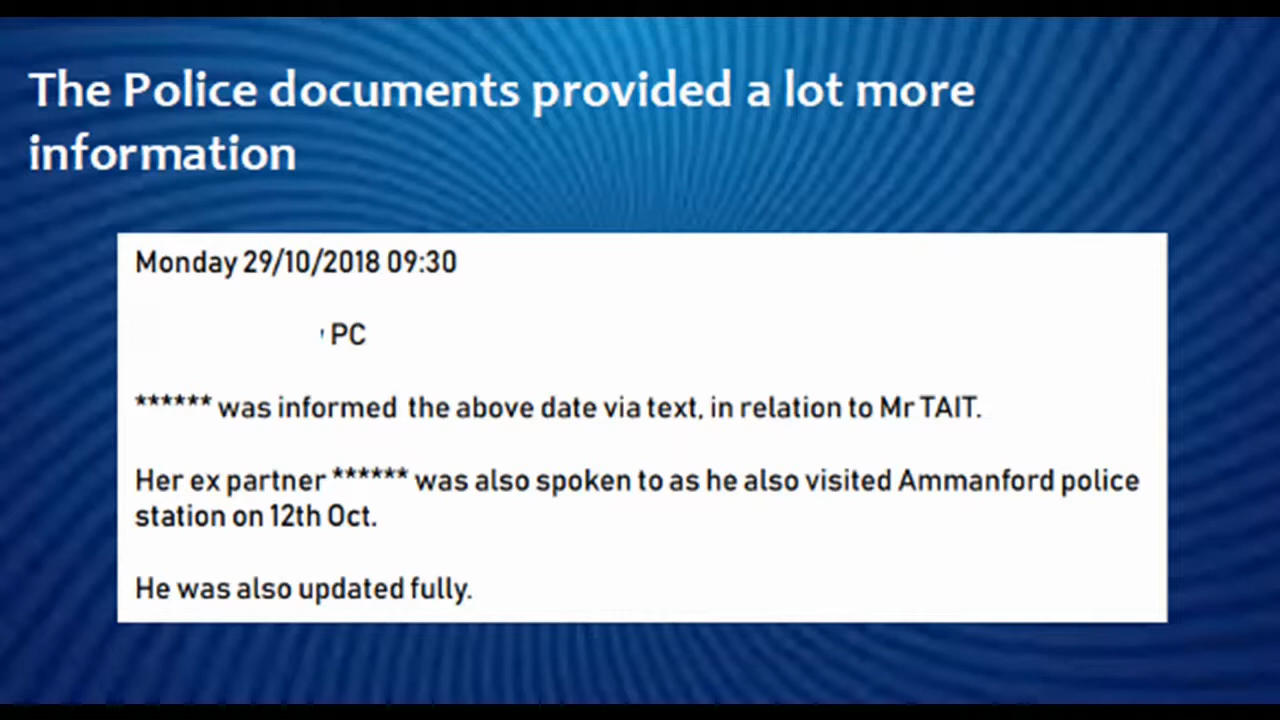 The Police documents provided a lot more
information
Monday 29/10/2018 09:30
PC
****** was informed the above date via text, in relation to Mr TAIT.
Her ex partner ****** was also spoken to as he also visited Ammanford police
station on 12th Oct.
He was also updated fully.